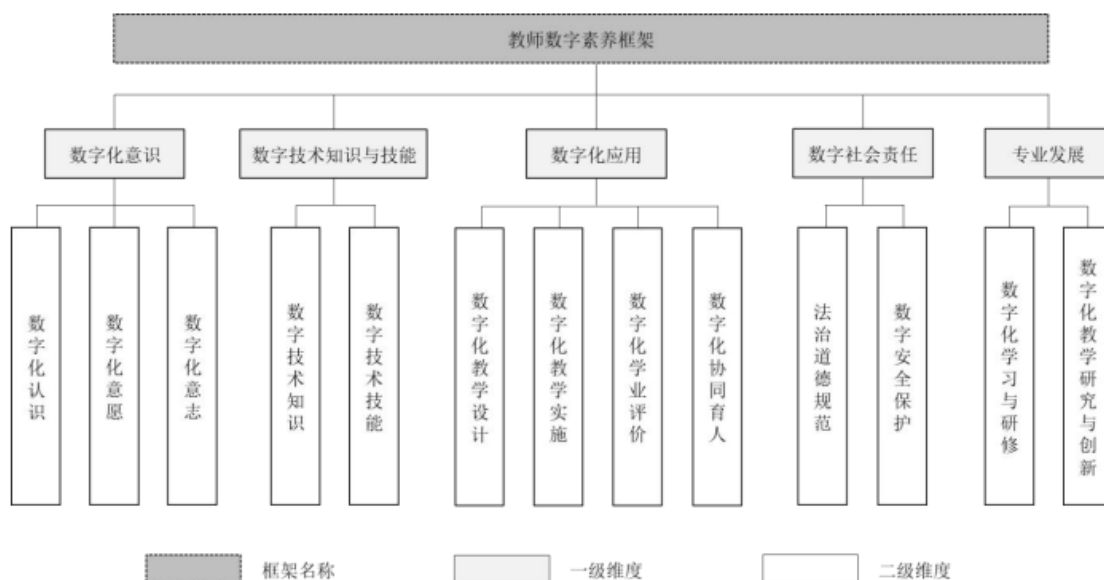 教师数字素养框架
数字化意识
数字技术知识与技能
数字化应用
数字社会责任
专业发展
数字化认识
数字化意愿
数字化意志
数字技术知识
数字技术技能
数字化教学设计
数字化教学实施
数字化学业评价
数字化协同育人
法治道德规范
数字安全保护
数字化学习与研修
数字化教学研究与创新
框架名称
一级维度
二级维度